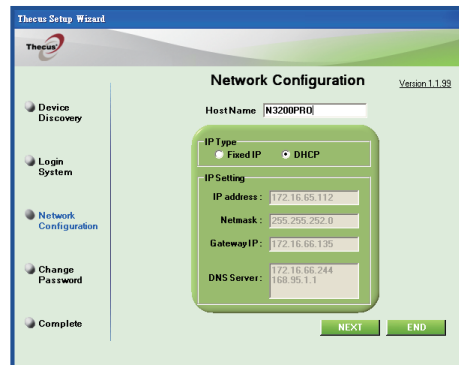 Thecus Setup Wizard
Thecus
Network Configuration
Version 1.1.99
Host Name N3200PRO
Device Discovery
Login System
Network Configuration
Change Password
Complete
IP Type
Fixed IP DHCP
IP Setting
IP address : 172.16.65.112
Netmask : 255.255.252.0
Gateway IP : 172.16.66.135
DNS Server : 172.16.66.244
168.95.1.1
NEXT END